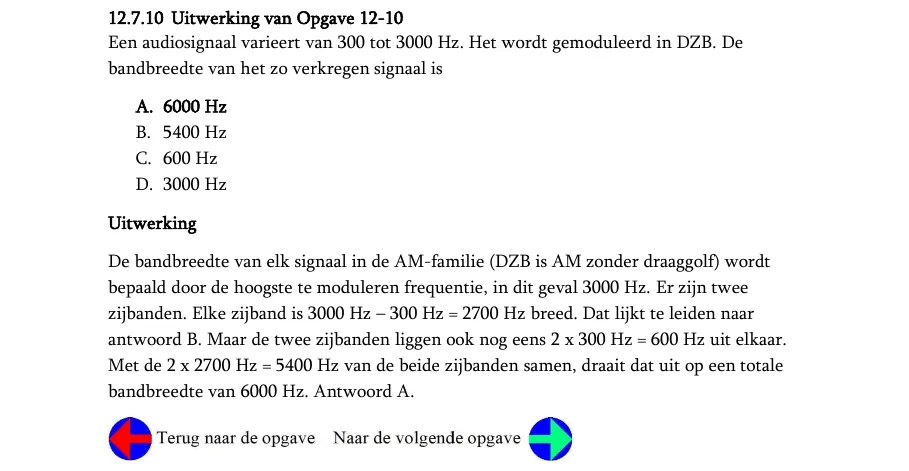 12.7.10 Uitwerking van Opgave 12-10
Een audiosignaal varieert van 300 tot 3000 Hz. Het wordt gemoduleerd in DZB. De
bandbreedte van het zo verkregen signaal is
A. 6000 Hz
B. 5400 Hz
C. 600 Hz
D. 3000 Hz
Uitwerking
De bandbreedte van elk signaal in de AM-familie (DZB is AM zonder draaggolf) wordt
bepaald door de hoogste te moduleren frequentie, in dit geval 3000 Hz. Er zijn twee
zijbanden. Elke zijband is 3000 Hz – 300 Hz = 2700 Hz breed. Dat lijkt te leiden naar
antwoord B. Maar de twee zijbanden liggen ook nog eens 2 x 300 Hz = 600 Hz uit elkaar.
Met de 2 x 2700 Hz = 5400 Hz van de beide zijbanden samen, draait dat uit op een totale
bandbreedte van 6000 Hz. Antwoord A.
Terug naar de opgave Naar de volgende opgave